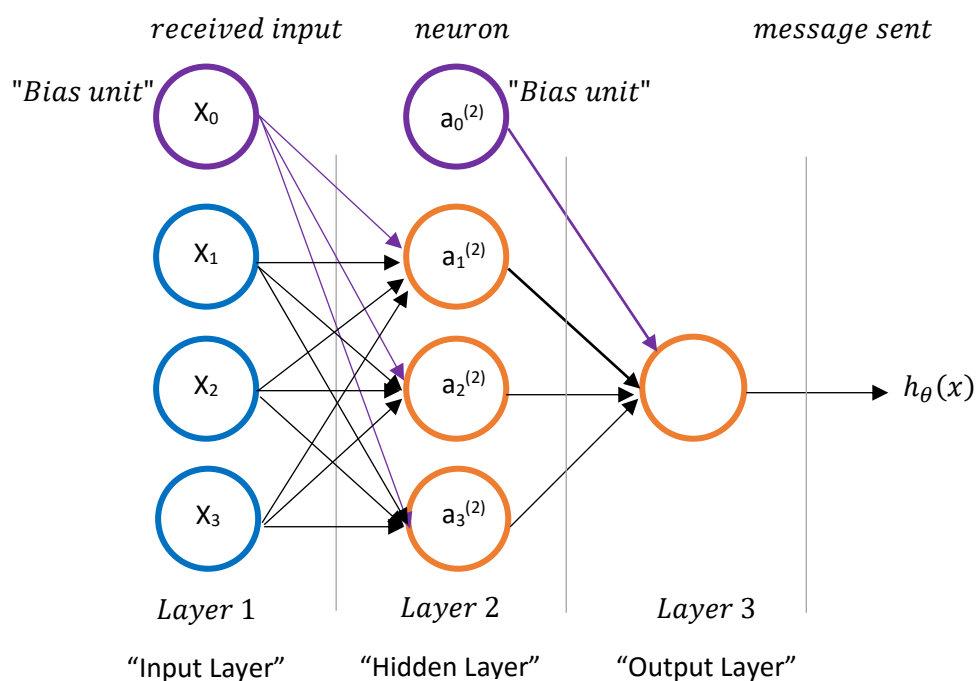 received input neuron message sent
"Bias unit" "Bias unit"
X₀ a₀⁽²⁾
X₁ a₁⁽²⁾
X₂ a₂⁽²⁾ h_θ(x)
X₃ a₃⁽²⁾
Layer 1 Layer 2 Layer 3
“Input Layer” “Hidden Layer” “Output Layer”